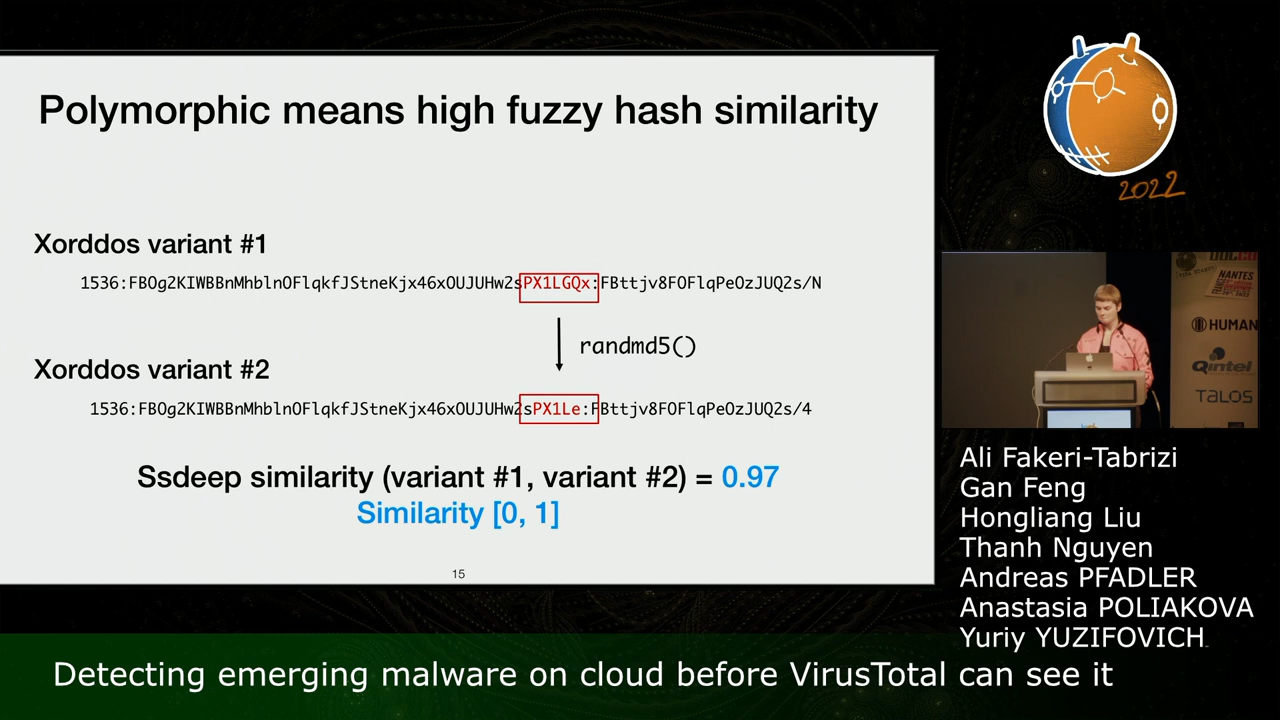 Polymorphic means high fuzzy hash similarity
Xorddos variant #1
1536:FBOg2KIWBBnMhblnOFlqkfJStneKjx46xOUJUHw2sPX1LGQx:FBttjv8FOFlqPeOzJUQ2s/N
randmd5()
Xorddos variant #2
1536:FBOg2KIWBBnMhblnOFlqkfJStneKjx46xOUJUHw2sPX1Le:FBttjv8FOFlqPeOzJUQ2s/4
Ssdeep similarity (variant #1, variant #2) = 0.97
Similarity [0, 1]
15
2022
NANTES
HUMAN
Qintel
TALOS
Ali Fakeri-Tabrizi
Gan Feng
Hongliang Liu
Thanh Nguyen
Andreas PFADLER
Anastasia POLIAKOVA
Yuriy YUZIFOVICH
Detecting emerging malware on cloud before VirusTotal can see it